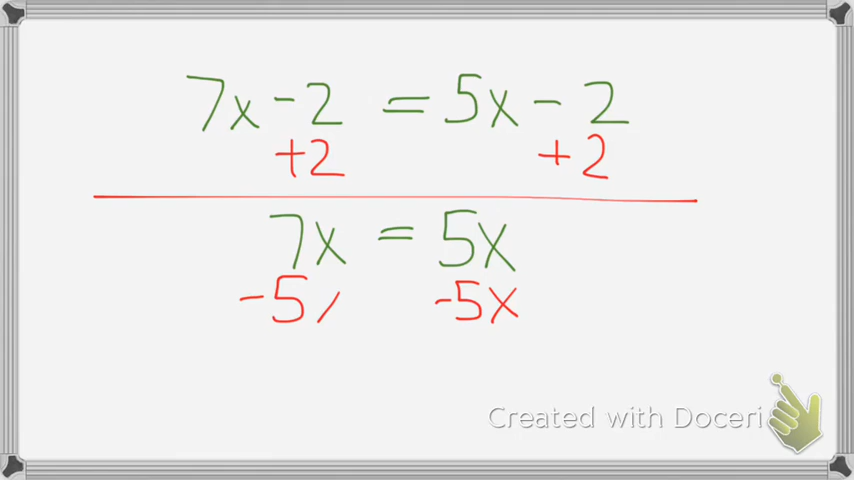 7x - 2 = 5x - 2
+2 +2
7x = 5x
-5/ -5x
Created with Doceri